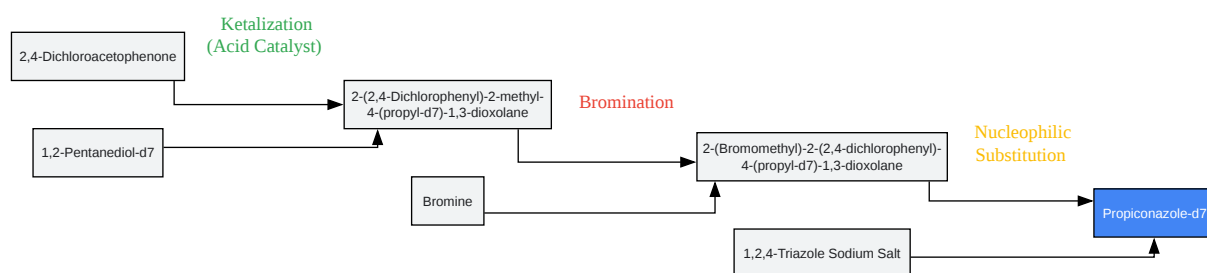 Ketalization
(Acid Catalyst)
2,4-Dichloroacetophenone
1,2-Pentanediol-d7
2-(2,4-Dichlorophenyl)-2-methyl-
4-(propyl-d7)-1,3-dioxolane
Bromination
Bromine
2-(Bromomethyl)-2-(2,4-dichlorophenyl)-
4-(propyl-d7)-1,3-dioxolane
Nucleophilic
Substitution
1,2,4-Triazole Sodium Salt
Propiconazole-d7